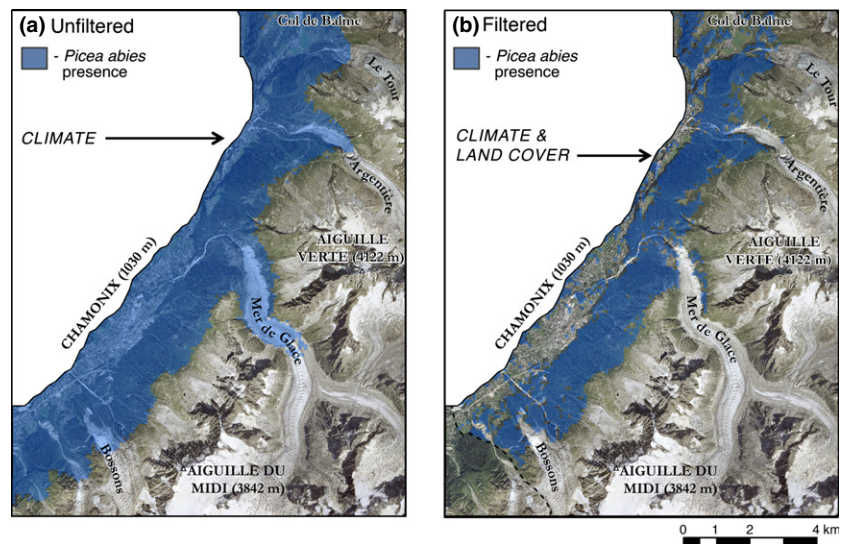 (a) Unfiltered
- Picea abies
presence
CLIMATE
Col de Balme
Le Tour
Argentière
AIGUILLE
VERTE (4122 m)
CHAMONIX (1030 m)
Mer de Glace
Bossons
AIGUILLE DU
MIDI (3842 m)
(b) Filtered
- Picea abies
presence
CLIMATE &
LAND COVER
Col de Balme
Le Tour
Argentière
AIGUILLE
VERTE (4122 m)
CHAMONIX (1030 m)
Mer de Glace
Bossons
AIGUILLE DU
MIDI (3842 m)
0 1 2 4 km